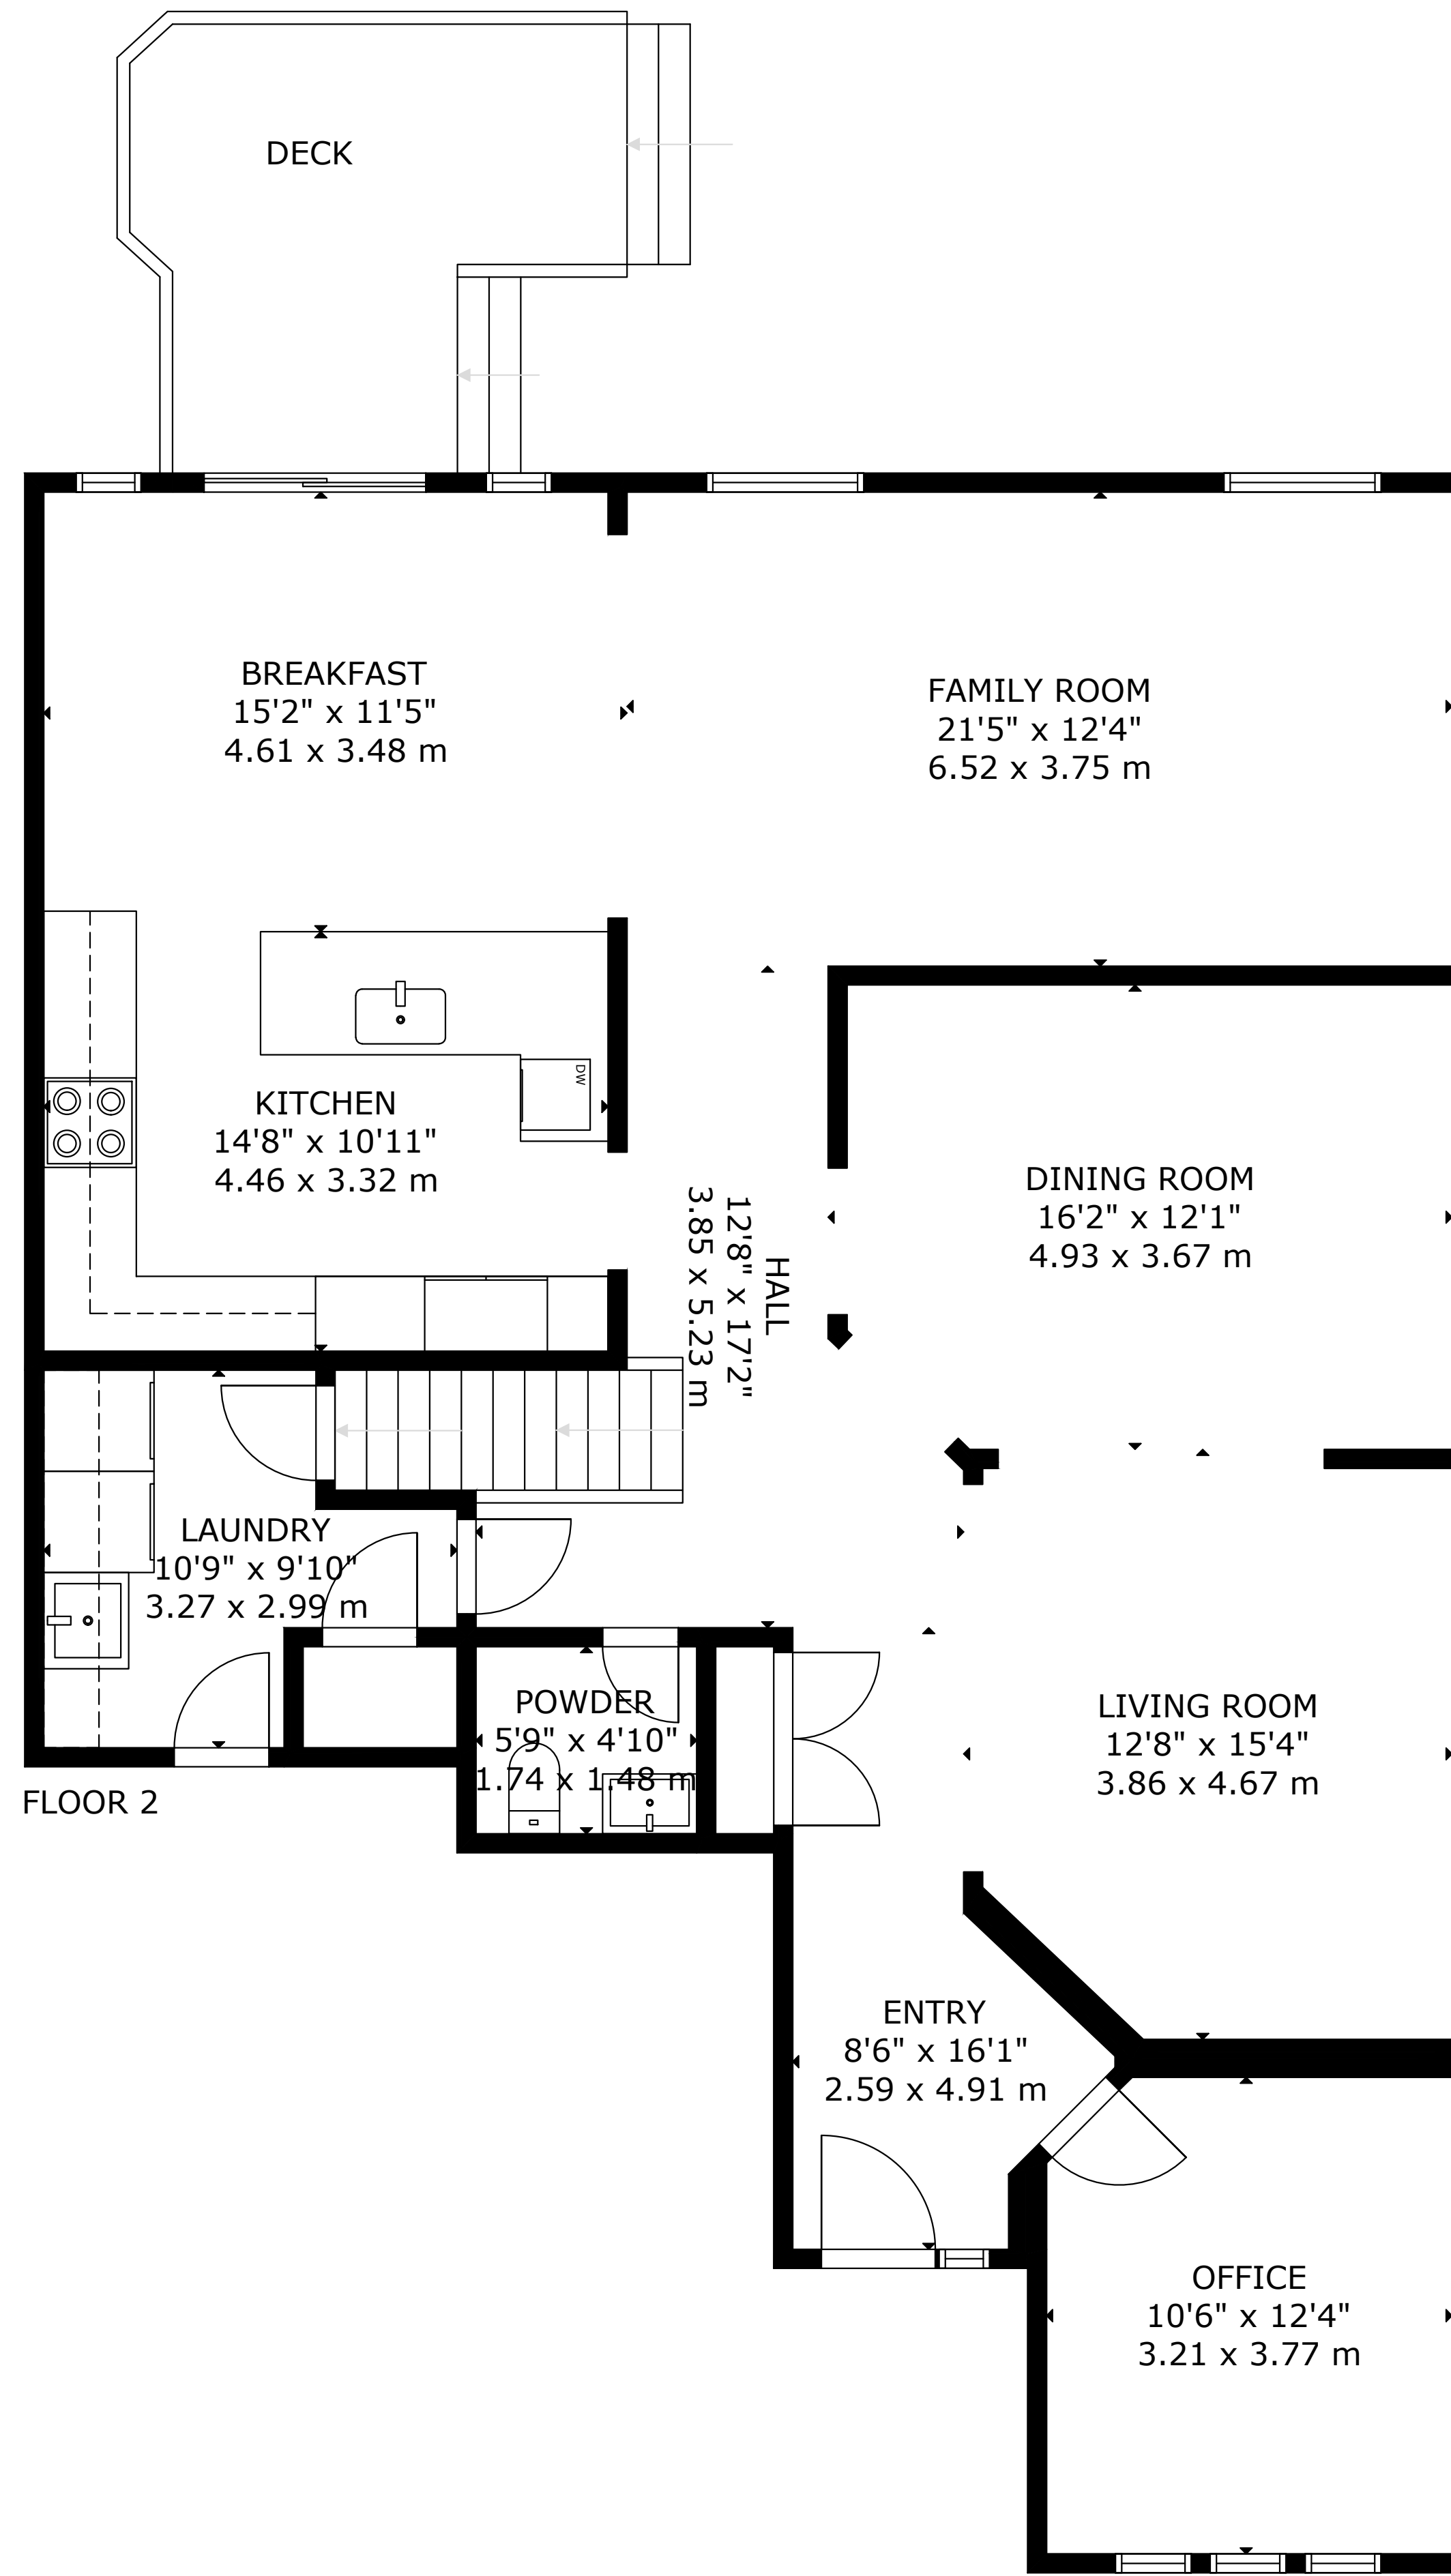 DECK
BREAKFAST
15'2" x 11'5"
4.61 x 3.48 m
FAMILY ROOM
21'5" x 12'4"
6.52 x 3.75 m
DW
KITCHEN
14'8" x 10'11"
4.46 x 3.32 m
HALL
12'8" x 17'2"
3.85 x 5.23 m
DINING ROOM
16'2" x 12'1"
4.93 x 3.67 m
LAUNDRY
10'9" x 9'10"
3.27 x 2.99 m
POWDER
5'9" x 4'10"
1.74 x 1.48 m
LIVING ROOM
12'8" x 15'4"
3.86 x 4.67 m
FLOOR 2
ENTRY
8'6" x 16'1"
2.59 x 4.91 m
OFFICE
10'6" x 12'4"
3.21 x 3.77 m